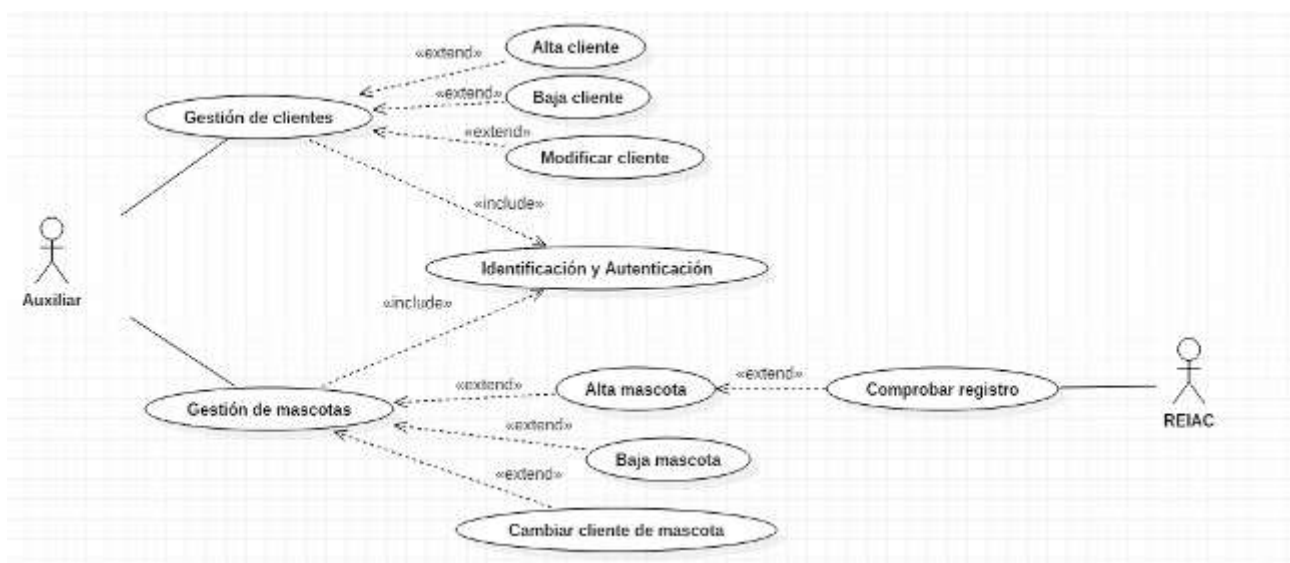 Alta cliente
«extend»
«extend»
Baja cliente
Gestión de clientes
«extend»
Modificar cliente
«include»
Identificación y Autenticación
Auxiliar
«include»
«extend»
Alta mascota
«extend»
Comprobar registro
Gestión de mascotas
REIAC
«extend»
Baja mascota
«extend»
Cambiar cliente de mascota